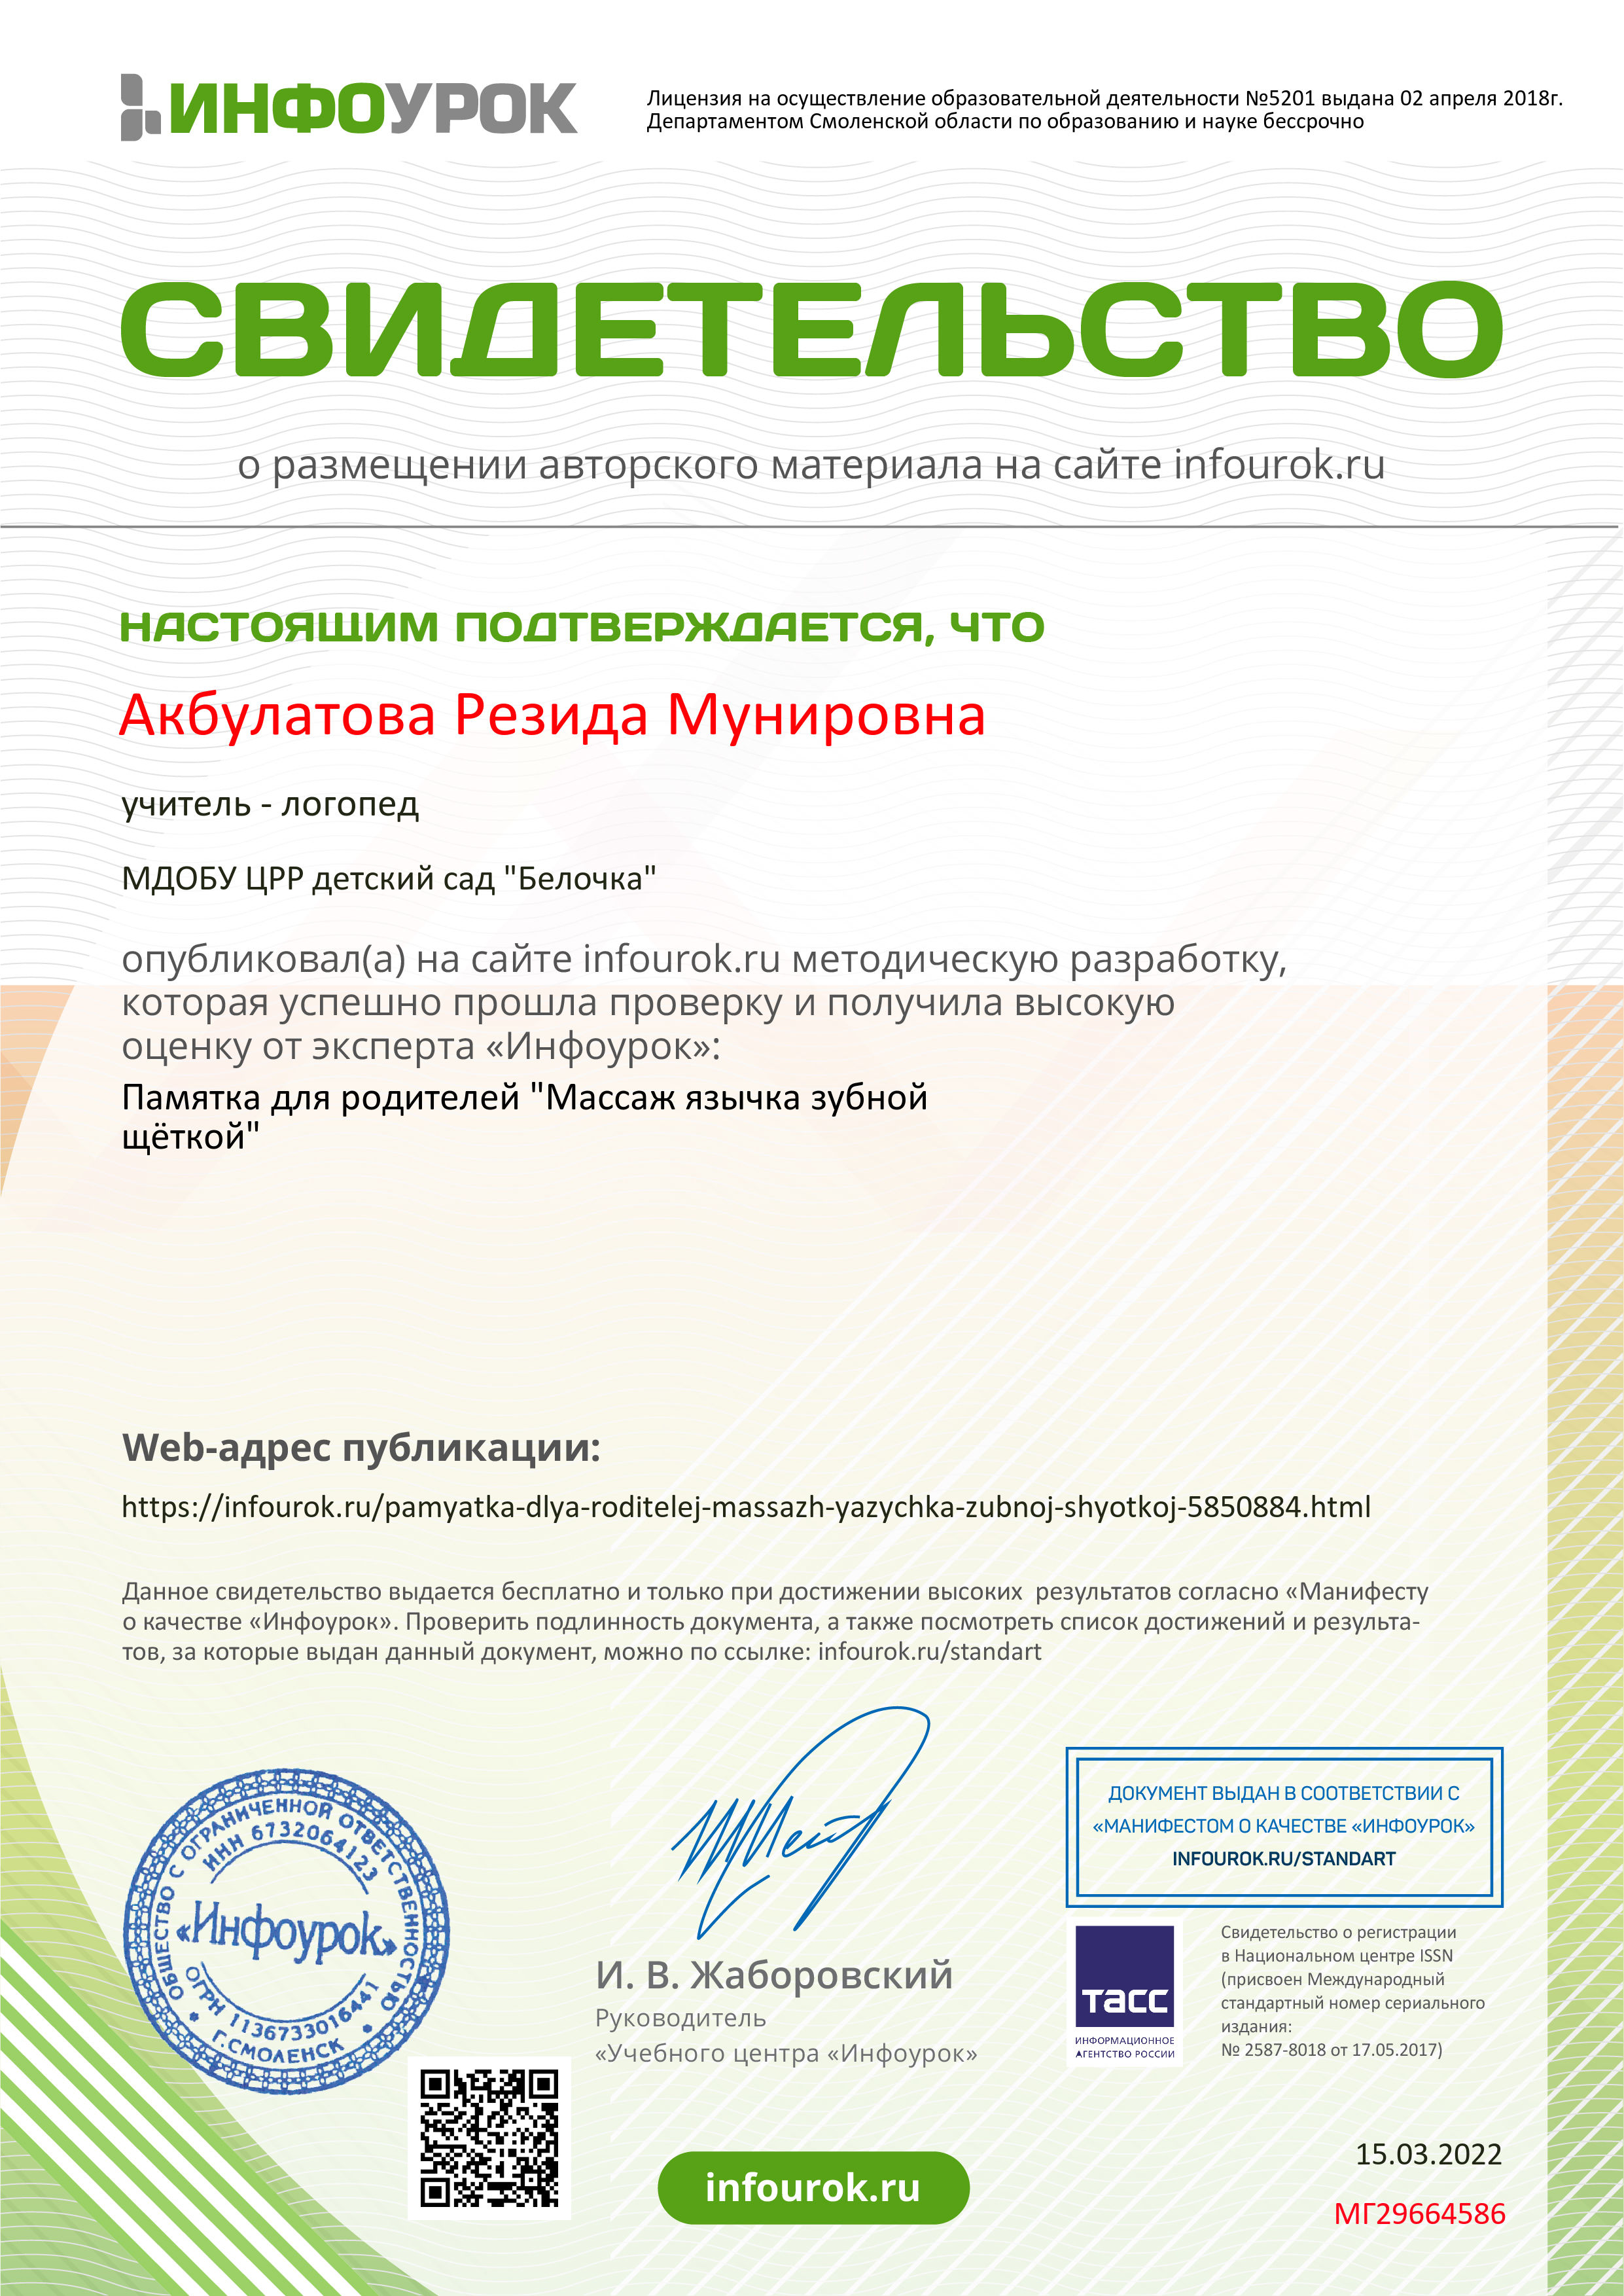 ИНФОУРОК
Лицензия на осуществление образовательной деятельности №5201 выдана 02 апреля 2018г.
Департаментом Смоленской области по образованию и науке бессрочно
СВИДЕТЕЛЬСТВО
о размещении авторского материала на сайте infourok.ru
НАСТОЯЩИМ ПОДТВЕРЖДАЕТСЯ, ЧТО
Акбулатова Резида Мунировна
учитель - логопед
МДОБУ ЦРР детский сад "Белочка"
опубликовал(а) на сайте infourok.ru методическую разработку,
которая успешно прошла проверку и получила высокую
оценку от эксперта «Инфоурок»:
Памятка для родителей "Массаж язычка зубной
щёткой"
Web-адрес публикации:
https://infourok.ru/pamyatka-dlya-roditelej-massazh-yazychka-zubnoj-shyotkoj-5850884.html
Данное свидетельство выдается бесплатно и только при достижении высоких результатов согласно «Манифесту
о качестве «Инфоурок». Проверить подлинность документа, а также посмотреть список достижений и результа-
тов, за которые выдан данный документ, можно по ссылке: infourok.ru/standart
ОБЩЕСТВО С ОГРАНИЧЕННОЙ ОТВЕТСТВЕННОСТЬЮ
ИНН 6732064123
«Инфоурок»
ОГРН 1136733016441
Г.СМОЛЕНСК
И. В. Жаборовский
Руководитель
«Учебного центра «Инфоурок»
ДОКУМЕНТ ВЫДАН В СООТВЕТСТВИИ С
«МАНИФЕСТОМ О КАЧЕСТВЕ «ИНФОУРОК»
INFOUROK.RU/STANDART
ТАСС
ИНФОРМАЦИОННОЕ
АГЕНТСТВО РОССИИ
Свидетельство о регистрации
в Национальном центре ISSN
(присвоен Международный
стандартный номер сериального
издания:
№ 2587-8018 от 17.05.2017)
infourok.ru
15.03.2022
МГ29664586